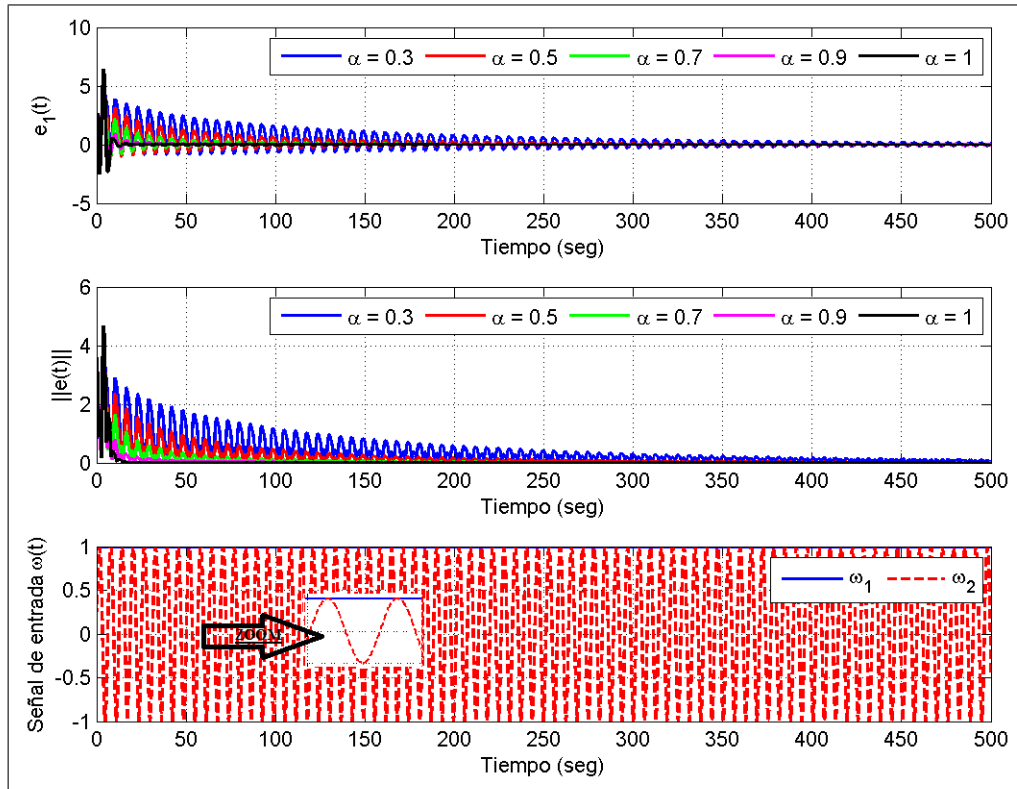 10
5
0
-5
e1(t)
α = 0.3 α = 0.5 α = 0.7 α = 0.9 α = 1
0 50 100 150 200 250 300 350 400 450 500
Tiempo (seg)
6
4
2
0
||e(t)||
α = 0.3 α = 0.5 α = 0.7 α = 0.9 α = 1
0 50 100 150 200 250 300 350 400 450 500
Tiempo (seg)
1
0.5
0
-0.5
-1
Señal de entrada ω(t)
ω1 ω2
ZOOM
0 50 100 150 200 250 300 350 400 450 500
Tiempo (seg)